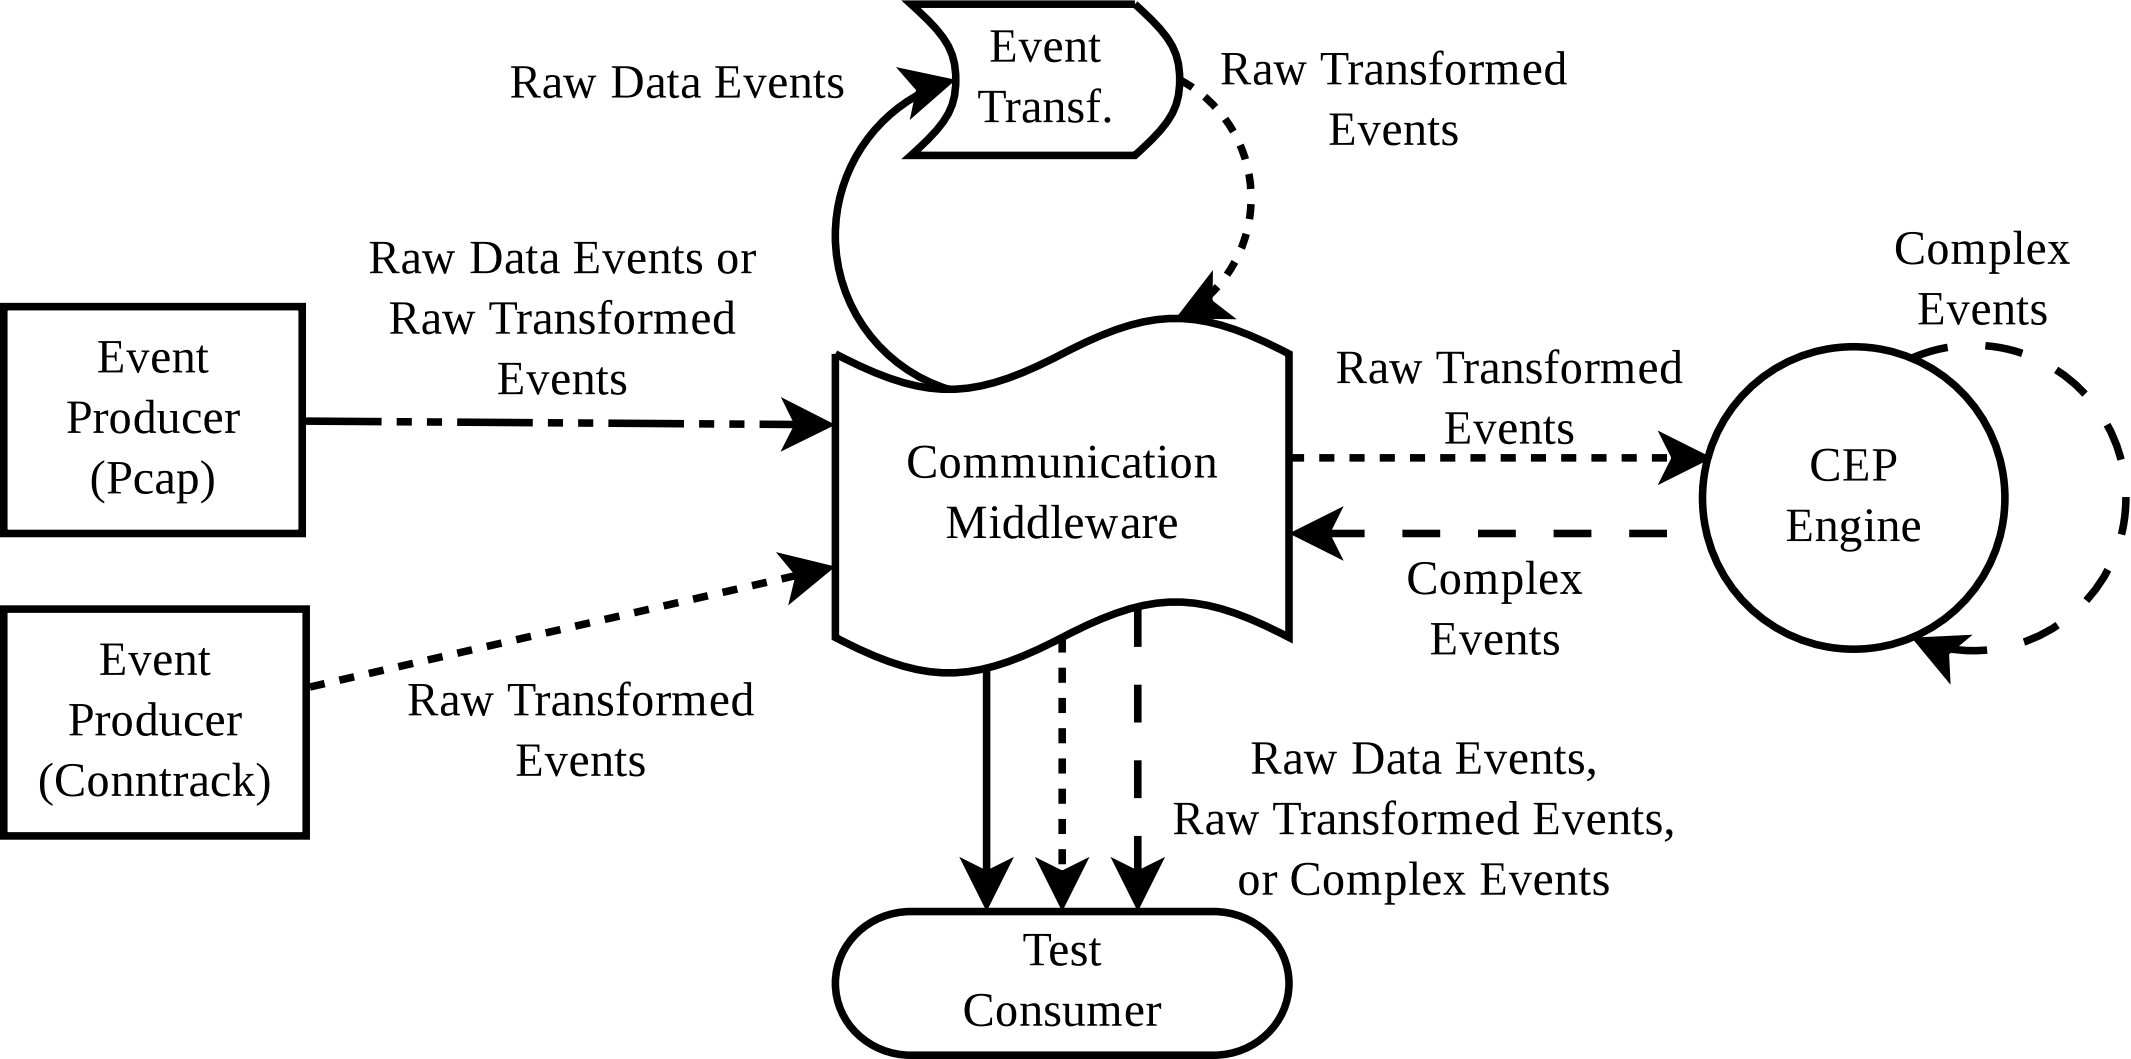 Event
Transf.
Raw Data Events
Raw Transformed
Events
Raw Data Events or
Raw Transformed
Events
Complex
Events
Event
Producer
(Pcap)
Communication
Middleware
Raw Transformed
Events
CEP
Engine
Complex
Events
Event
Producer
(Conntrack)
Raw Transformed
Events
Raw Data Events,
Raw Transformed Events,
or Complex Events
Test
Consumer